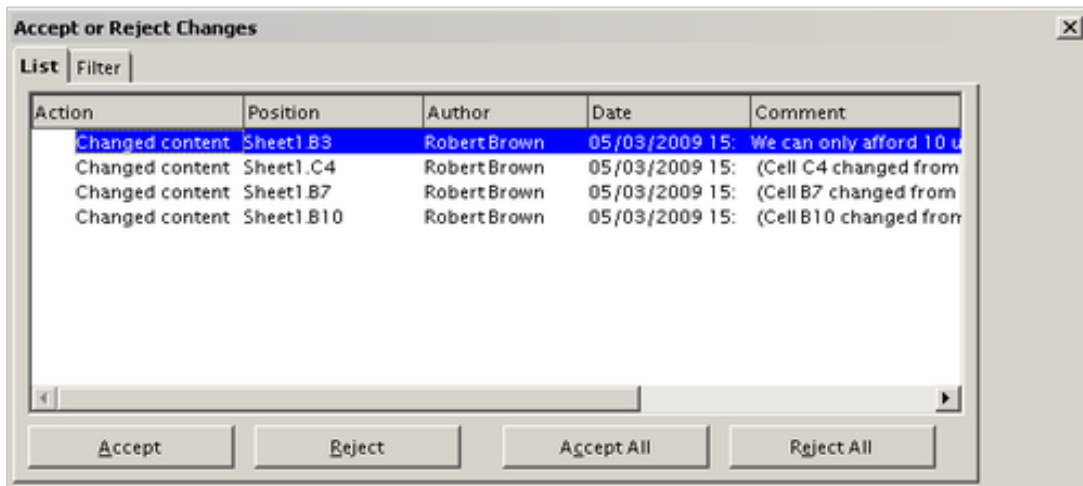 Accept or Reject Changes
List Filter
Action Position Author Date Comment
Changed content Sheet1.B3 Robert Brown 05/03/2009 15: We can only afford 10 u
Changed content Sheet1.C4 Robert Brown 05/03/2009 15: (Cell C4 changed from
Changed content Sheet1.B7 Robert Brown 05/03/2009 15: (Cell B7 changed from
Changed content Sheet1.B10 Robert Brown 05/03/2009 15: (Cell B10 changed from
Accept Reject Accept All Reject All